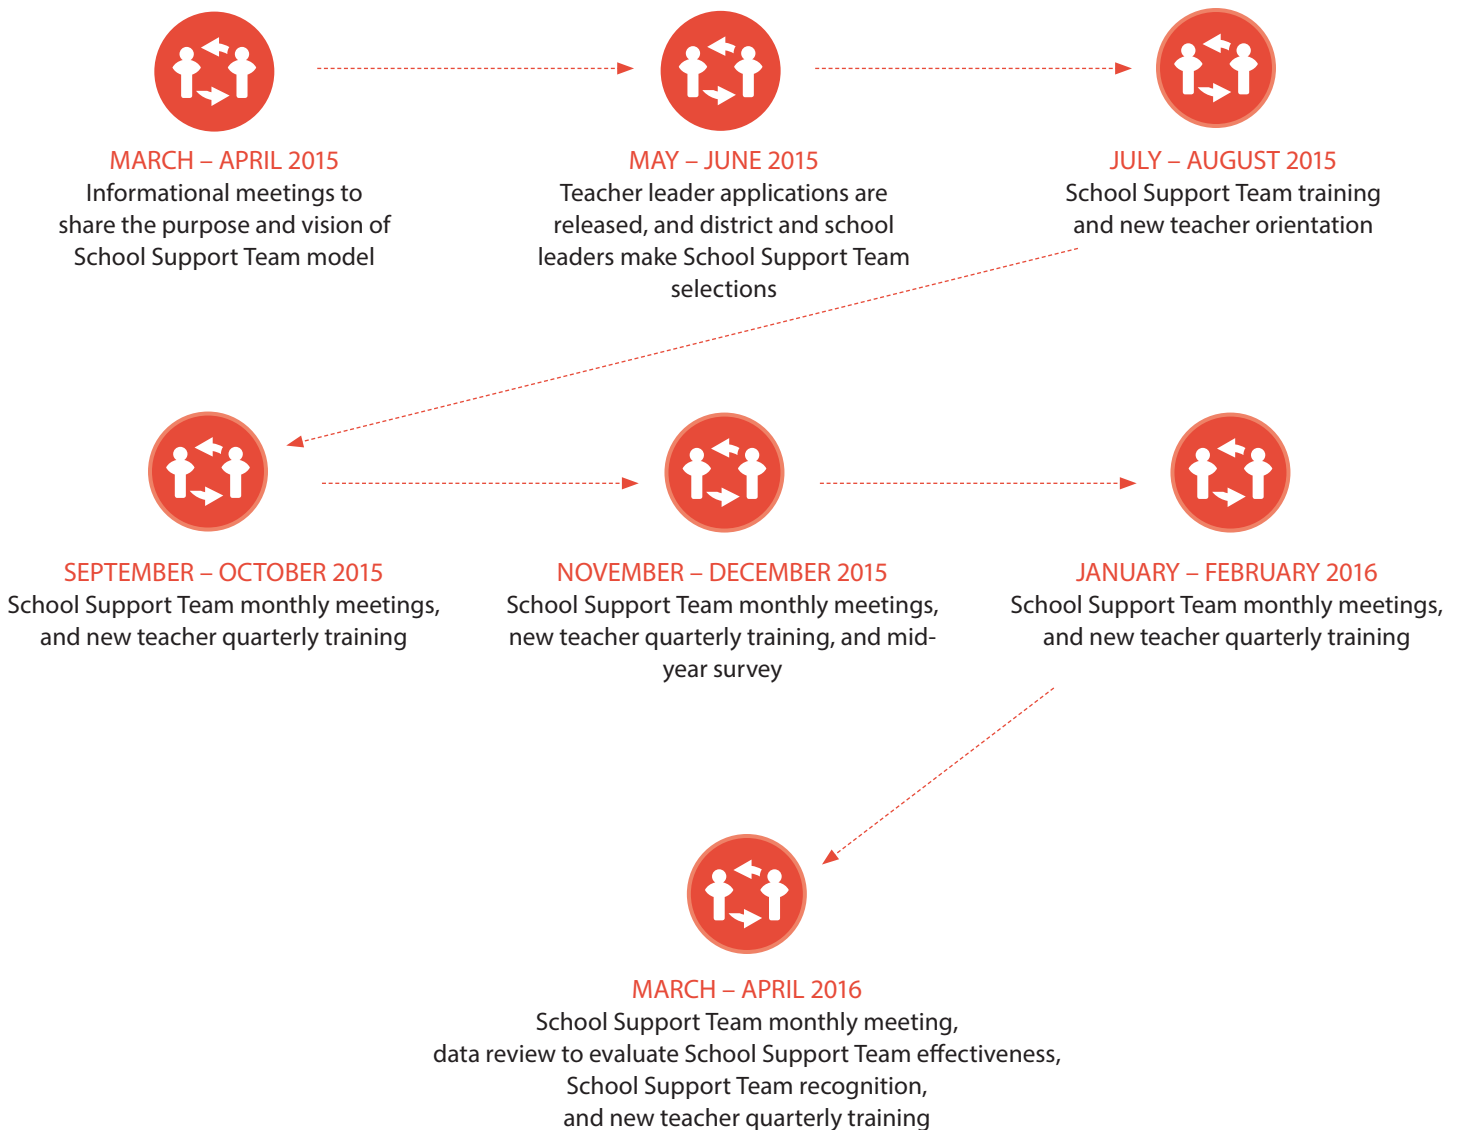 MARCH – APRIL 2015
Informational meetings to
share the purpose and vision of
School Support Team model
MAY – JUNE 2015
Teacher leader applications are
released, and district and school
leaders make School Support Team
selections
JULY – AUGUST 2015
School Support Team training
and new teacher orientation
SEPTEMBER – OCTOBER 2015
School Support Team monthly meetings,
and new teacher quarterly training
NOVEMBER – DECEMBER 2015
School Support Team monthly meetings,
new teacher quarterly training, and mid-
year survey
JANUARY – FEBRUARY 2016
School Support Team monthly meetings,
and new teacher quarterly training
MARCH – APRIL 2016
School Support Team monthly meeting,
data review to evaluate School Support Team effectiveness,
School Support Team recognition,
and new teacher quarterly training